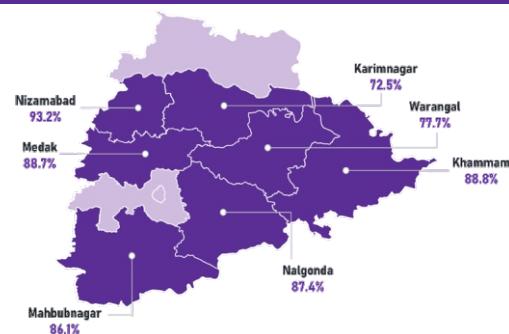 Karimnagar
72.5%
Nizamabad
93.2%
Warangal
77.7%
Medak
88.7%
Khammam
88.8%
Nalgonda
87.4%
Mahbubnagar
86.1%